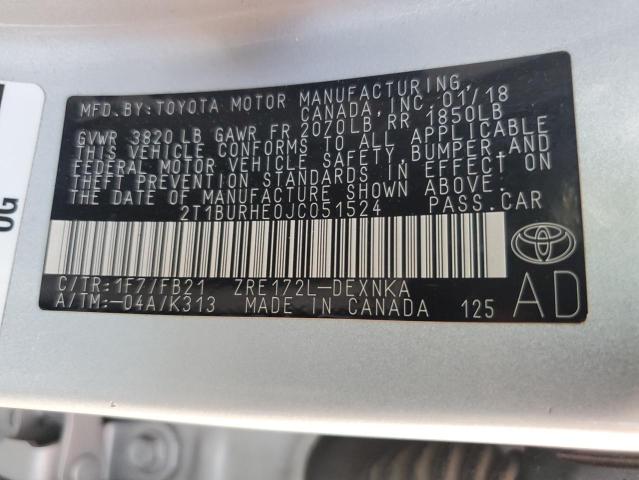 MFD.BY:TOYOTA MOTOR MANUFACTURING,
CANADA, INC. 01/18
GVWR 3820 LB GAWR FR 2020LB RR 1850LB
THIS VEHICLE CONFORMS TO ALL APPLICABLE
FEDERAL MOTOR VEHICLE SAFETY,BUMPER,AND
THEFT PREVENTION STANDARDS IN EFFECT ON
THE DATE OF MANUFACTURE SHOWN ABOVE.
2T1BURHE0JC051524 PASS.CAR
C/TR:1F7/FB21 ZRE172L-DEXNKA
A/TM:-04A/K313 MADE IN CANADA 125
AD